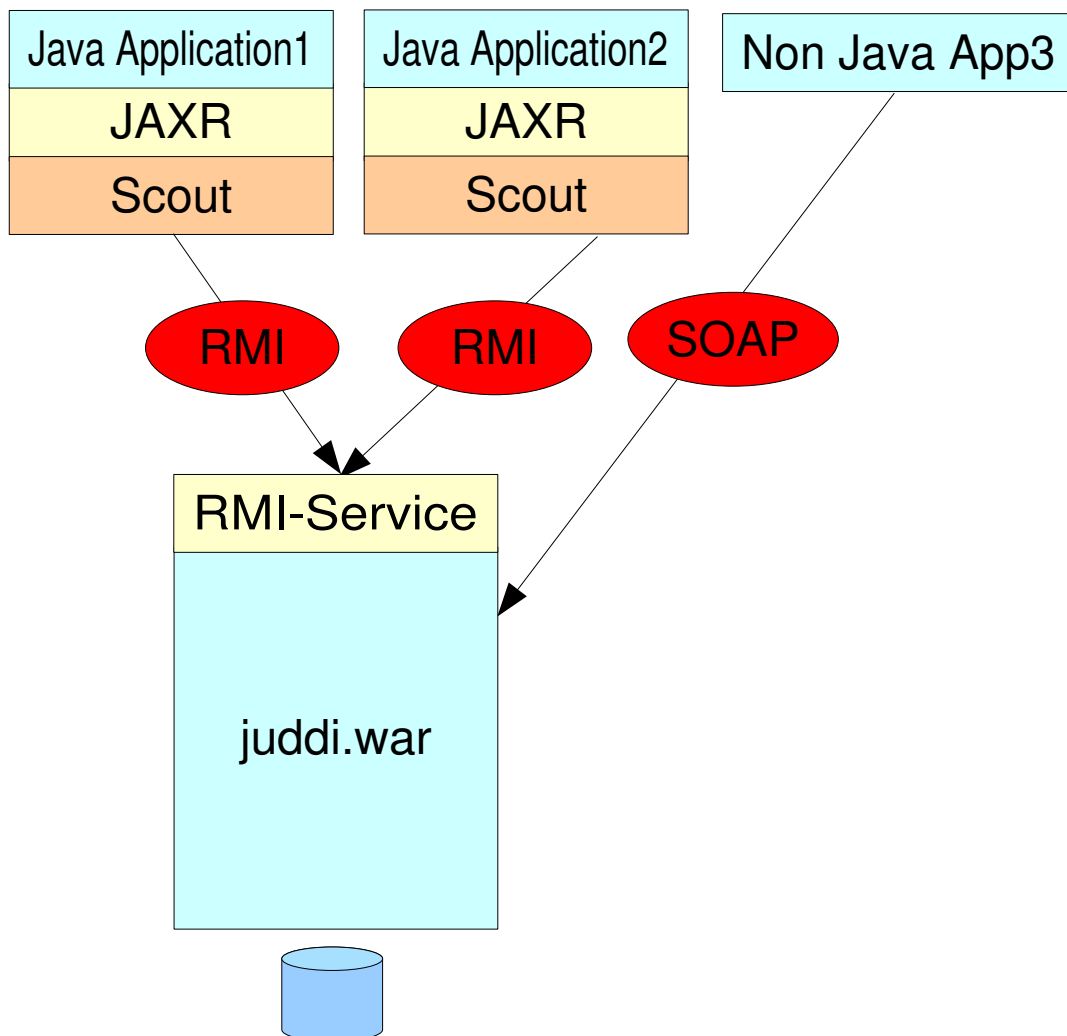 Java Application1
JAXR
Scout
Java Application2
JAXR
Scout
Non Java App3
RMI
RMI
SOAP
RMI-Service
juddi.war